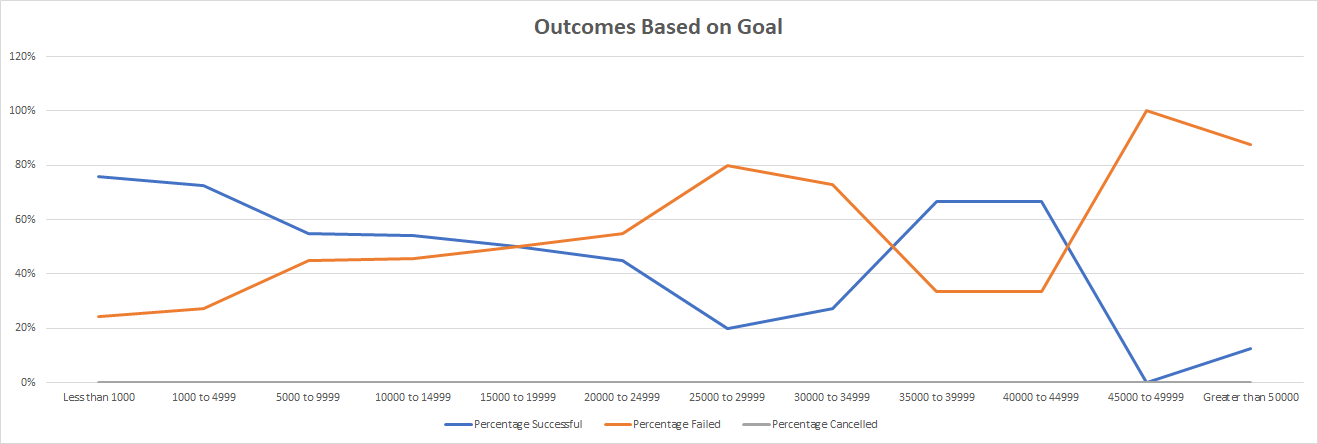 Outcomes Based on Goal
120%
100%
80%
60%
40%
20%
0%
Less than 1000 1000 to 4999 5000 to 9999 10000 to 14999 15000 to 19999 20000 to 24999 25000 to 29999 30000 to 34999 35000 to 39999 40000 to 44999 45000 to 49999 Greater than 50000
Percentage Successful Percentage Failed Percentage Cancelled